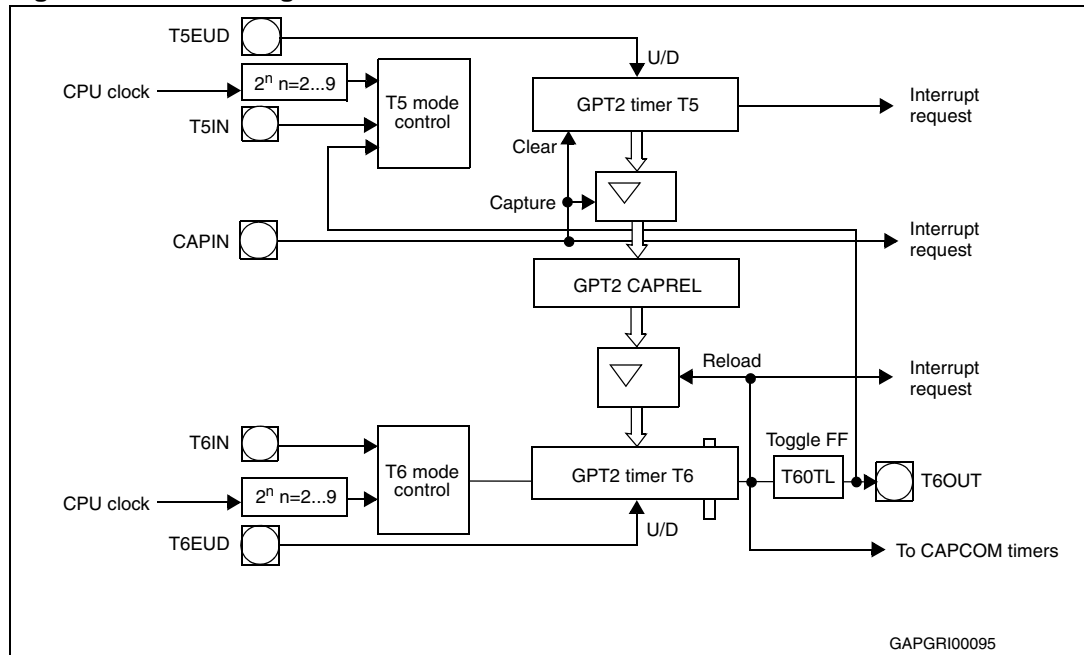 T5EUD
U/D
CPU clock
2ⁿ n=2...9
T5 mode
control
GPT2 timer T5
Interrupt
request
T5IN
Clear
Capture
CAPIN
Interrupt
request
GPT2 CAPREL
Reload
Interrupt
request
T6IN
T6 mode
control
Toggle FF
GPT2 timer T6
T60TL
T6OUT
CPU clock
2ⁿ n=2...9
T6EUD
U/D
To CAPCOM timers
GAPGRI00095